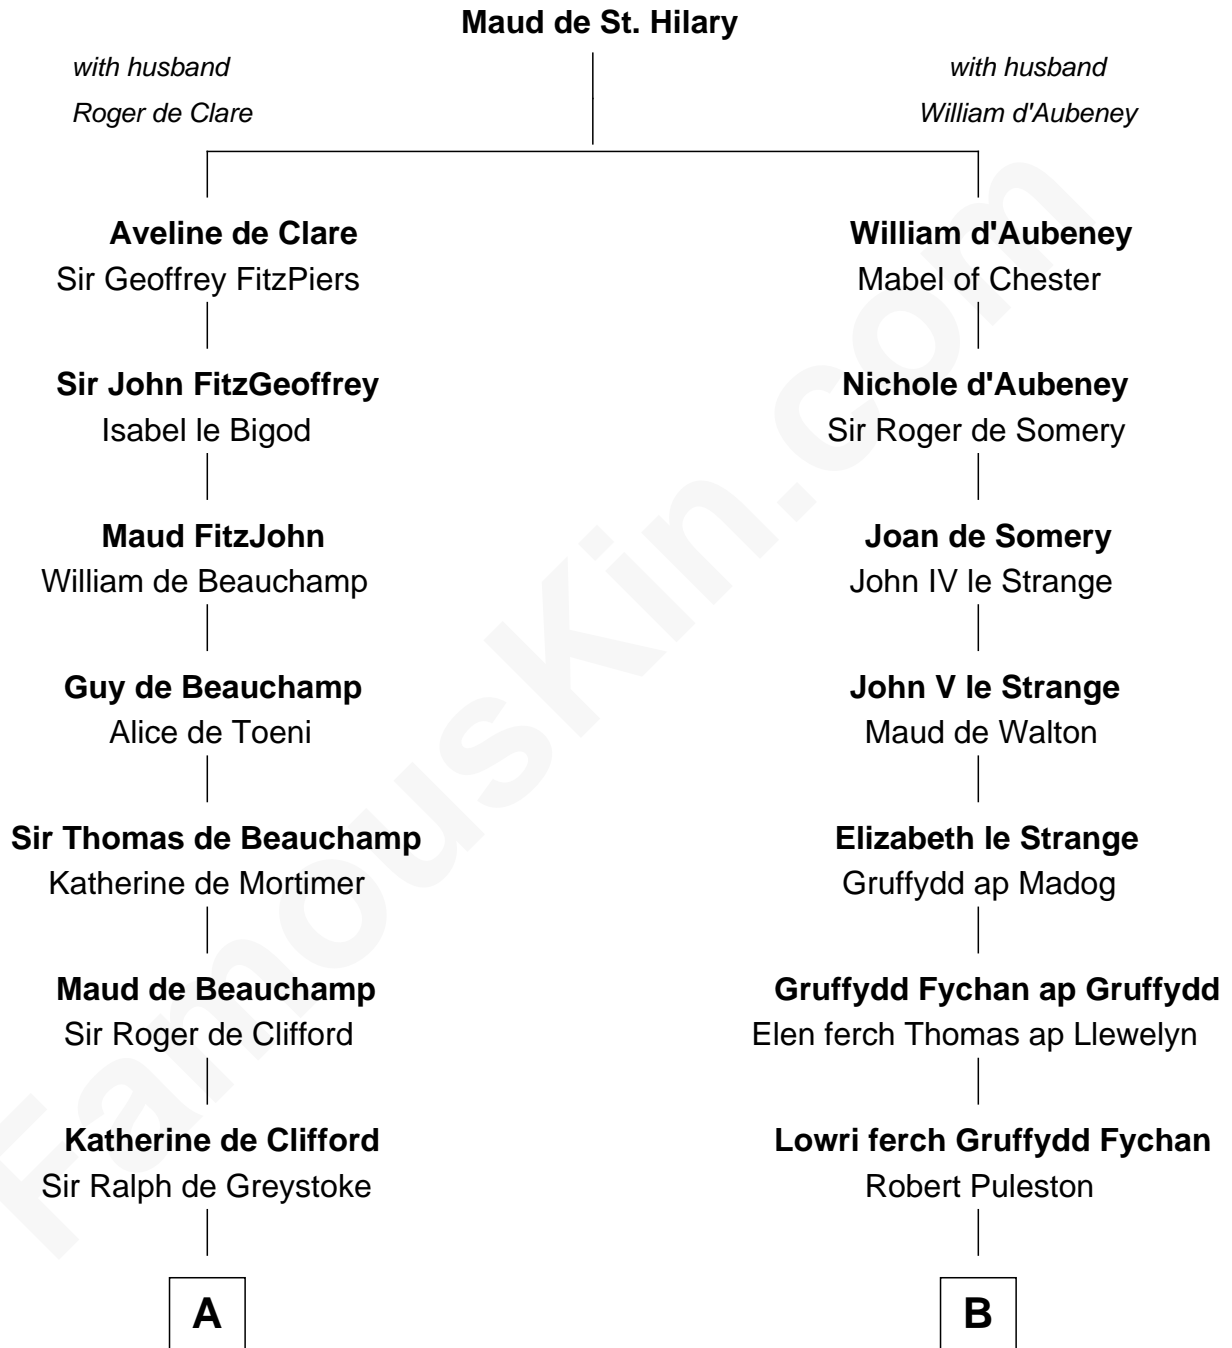 Maud de St. Hilary
with husband
Roger de Clare
with husband
William d'Aubeney
Aveline de Clare
Sir Geoffrey FitzPiers
William d'Aubeney
Mabel of Chester
Sir John FitzGeoffrey
Isabel le Bigod
Nichole d'Aubeney
Sir Roger de Somery
Maud FitzJohn
William de Beauchamp
Joan de Somery
John IV le Strange
Guy de Beauchamp
Alice de Toeni
John V le Strange
Maud de Walton
Sir Thomas de Beauchamp
Katherine de Mortimer
Elizabeth le Strange
Gruffydd ap Madog
Maud de Beauchamp
Sir Roger de Clifford
Gruffydd Fychan ap Gruffydd
Elen ferch Thomas ap Llewelyn
Katherine de Clifford
Sir Ralph de Greystoke
Lowri ferch Gruffydd Fychan
Robert Puleston
A
B
FamousKin.com